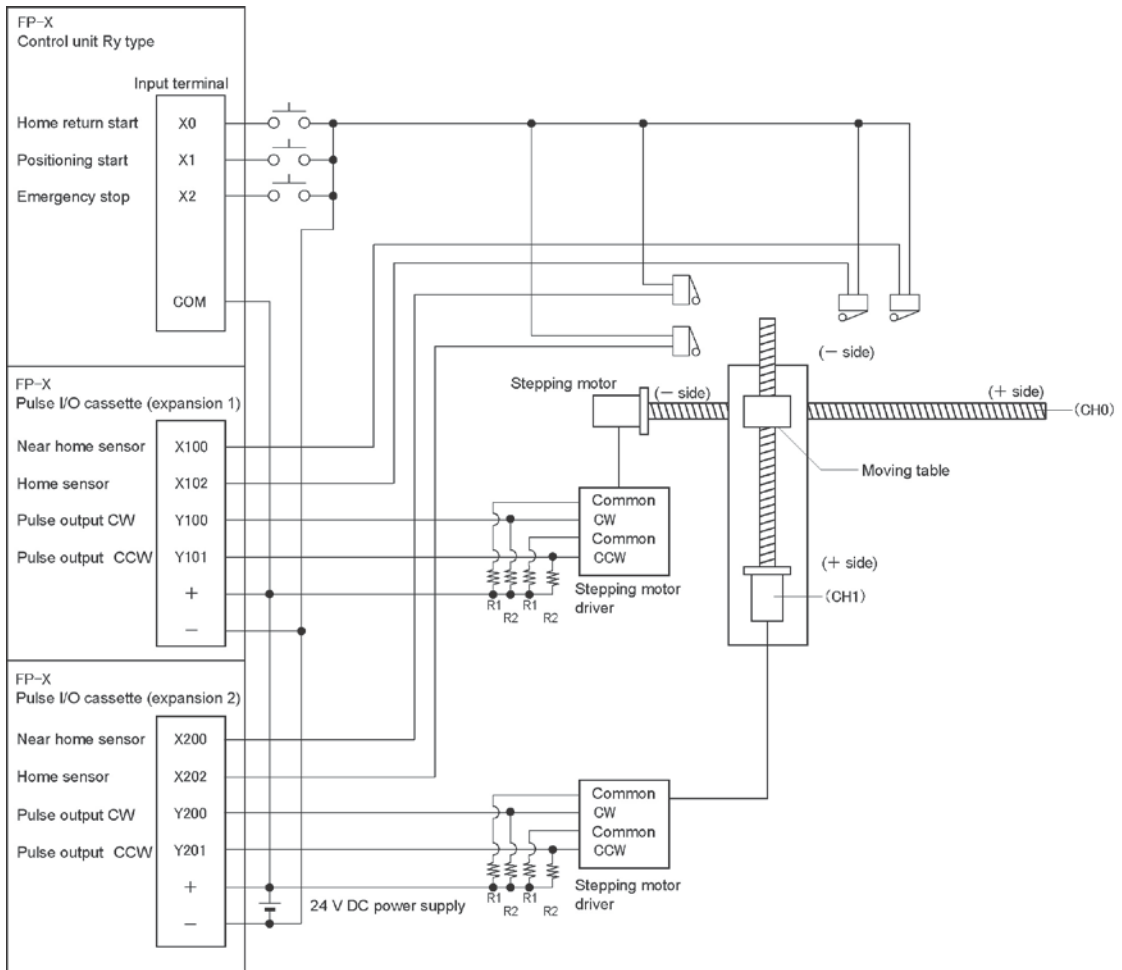 FP-X
Control unit Ry type
Input terminal
Home return start
X0
Positioning start
X1
Emergency stop
X2
COM
FP-X
Pulse I/O cassette (expansion 1)
Near home sensor
X100
Home sensor
X102
Pulse output CW
Y100
Pulse output CCW
Y101
+
−
Stepping motor
(− side)
(− side)
(+ side)
(CH0)
Moving table
(+ side)
(CH1)
Common
CW
Common
CCW
Stepping motor
driver
R1
R2
R1
R2
FP-X
Pulse I/O cassette (expansion 2)
Near home sensor
X200
Home sensor
X202
Pulse output CW
Y200
Pulse output CCW
Y201
+
−
24 V DC power supply
Common
CW
Common
CCW
Stepping motor
driver
R1
R2
R1
R2